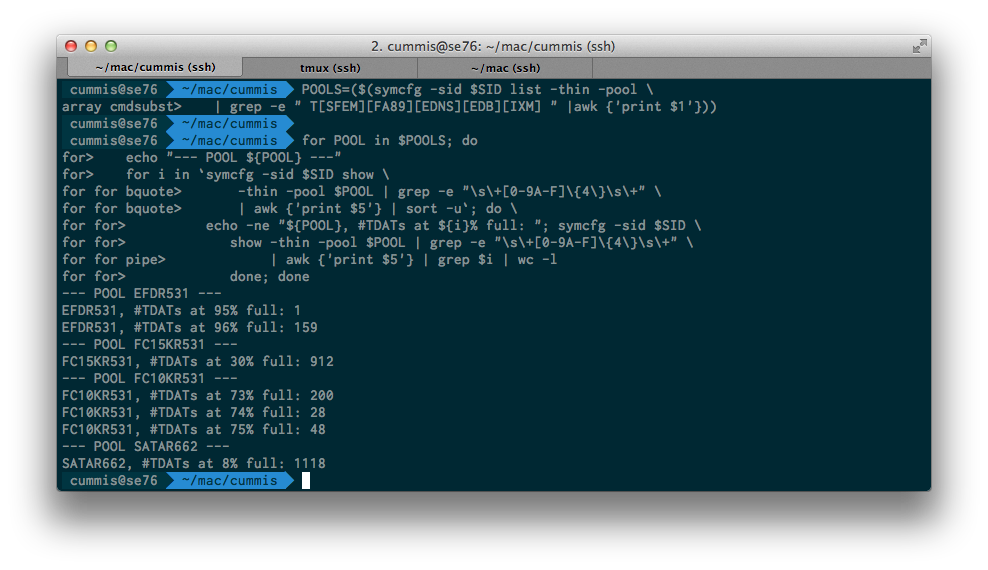 2. cummis@se76: ~/mac/cummis (ssh)
~/mac/cummis (ssh) tmux (ssh) ~/mac (ssh)
cummis@se76 ~/mac/cummis POOLS=($(symcfg -sid $SID list -thin -pool \
array cmdsubst> | grep -e " T[SFEM][FA89][EDNS][EDB][IXM] " |awk {'print $1'}))
cummis@se76 ~/mac/cummis
cummis@se76 ~/mac/cummis for POOL in $POOLS; do
for> echo "--- POOL ${POOL} ---"
for> for i in `symcfg -sid $SID show \
for for bquote> -thin -pool $POOL | grep -e "\s\+[0-9A-F]\{4\}\s\+" \
for for bquote> | awk {'print $5'} | sort -u`; do \
for for> echo -ne "${POOL}, #TDATs at ${i}% full: "; symcfg -sid $SID \
for for> show -thin -pool $POOL | grep -e "\s\+[0-9A-F]\{4\}\s\+" \
for for pipe> | awk {'print $5'} | grep $i | wc -l
for for> done; done
--- POOL EFDR531 ---
EFDR531, #TDATs at 95% full: 1
EFDR531, #TDATs at 96% full: 159
--- POOL FC15KR531 ---
FC15KR531, #TDATs at 30% full: 912
--- POOL FC10KR531 ---
FC10KR531, #TDATs at 73% full: 200
FC10KR531, #TDATs at 74% full: 28
FC10KR531, #TDATs at 75% full: 48
--- POOL SATAR662 ---
SATAR662, #TDATs at 8% full: 1118
cummis@se76 ~/mac/cummis